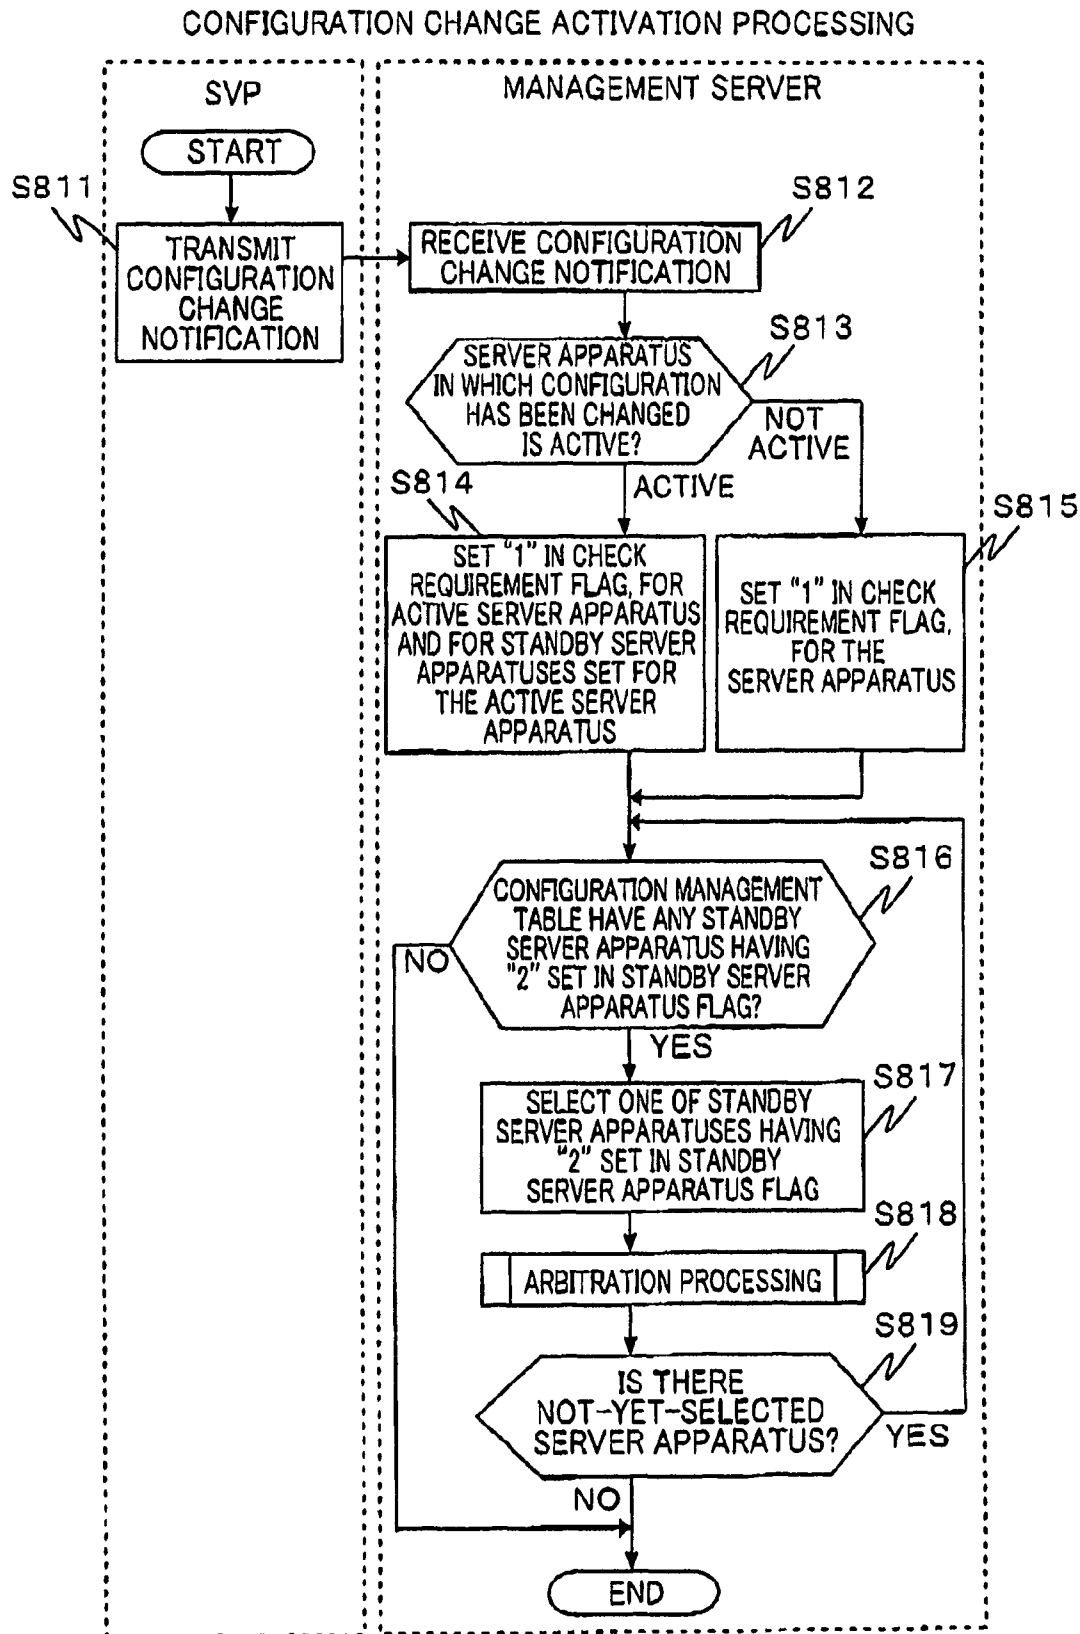 CONFIGURATION CHANGE ACTIVATION PROCESSING
SVP
MANAGEMENT SERVER
START
S811
TRANSMIT
CONFIGURATION
CHANGE
NOTIFICATION
S812
RECEIVE CONFIGURATION
CHANGE NOTIFICATION
S813
SERVER APPARATUS
IN WHICH CONFIGURATION
HAS BEEN CHANGED
IS ACTIVE?
NOT
ACTIVE
ACTIVE
S814
SET "1" IN CHECK
REQUIREMENT FLAG, FOR
ACTIVE SERVER APPARATUS
AND FOR STANDBY SERVER
APPARATUSES SET FOR
THE ACTIVE SERVER
APPARATUS
S815
SET "1" IN CHECK
REQUIREMENT FLAG,
FOR THE
SERVER APPARATUS
S816
CONFIGURATION MANAGEMENT
TABLE HAVE ANY STANDBY
SERVER APPARATUS HAVING
"2" SET IN STANDBY SERVER
APPARATUS FLAG?
NO
YES
S817
SELECT ONE OF STANDBY
SERVER APPARATUSES HAVING
"2" SET IN STANDBY
SERVER APPARATUS FLAG
S818
ARBITRATION PROCESSING
S819
IS THERE
NOT-YET-SELECTED
SERVER APPARATUS?
YES
NO
END